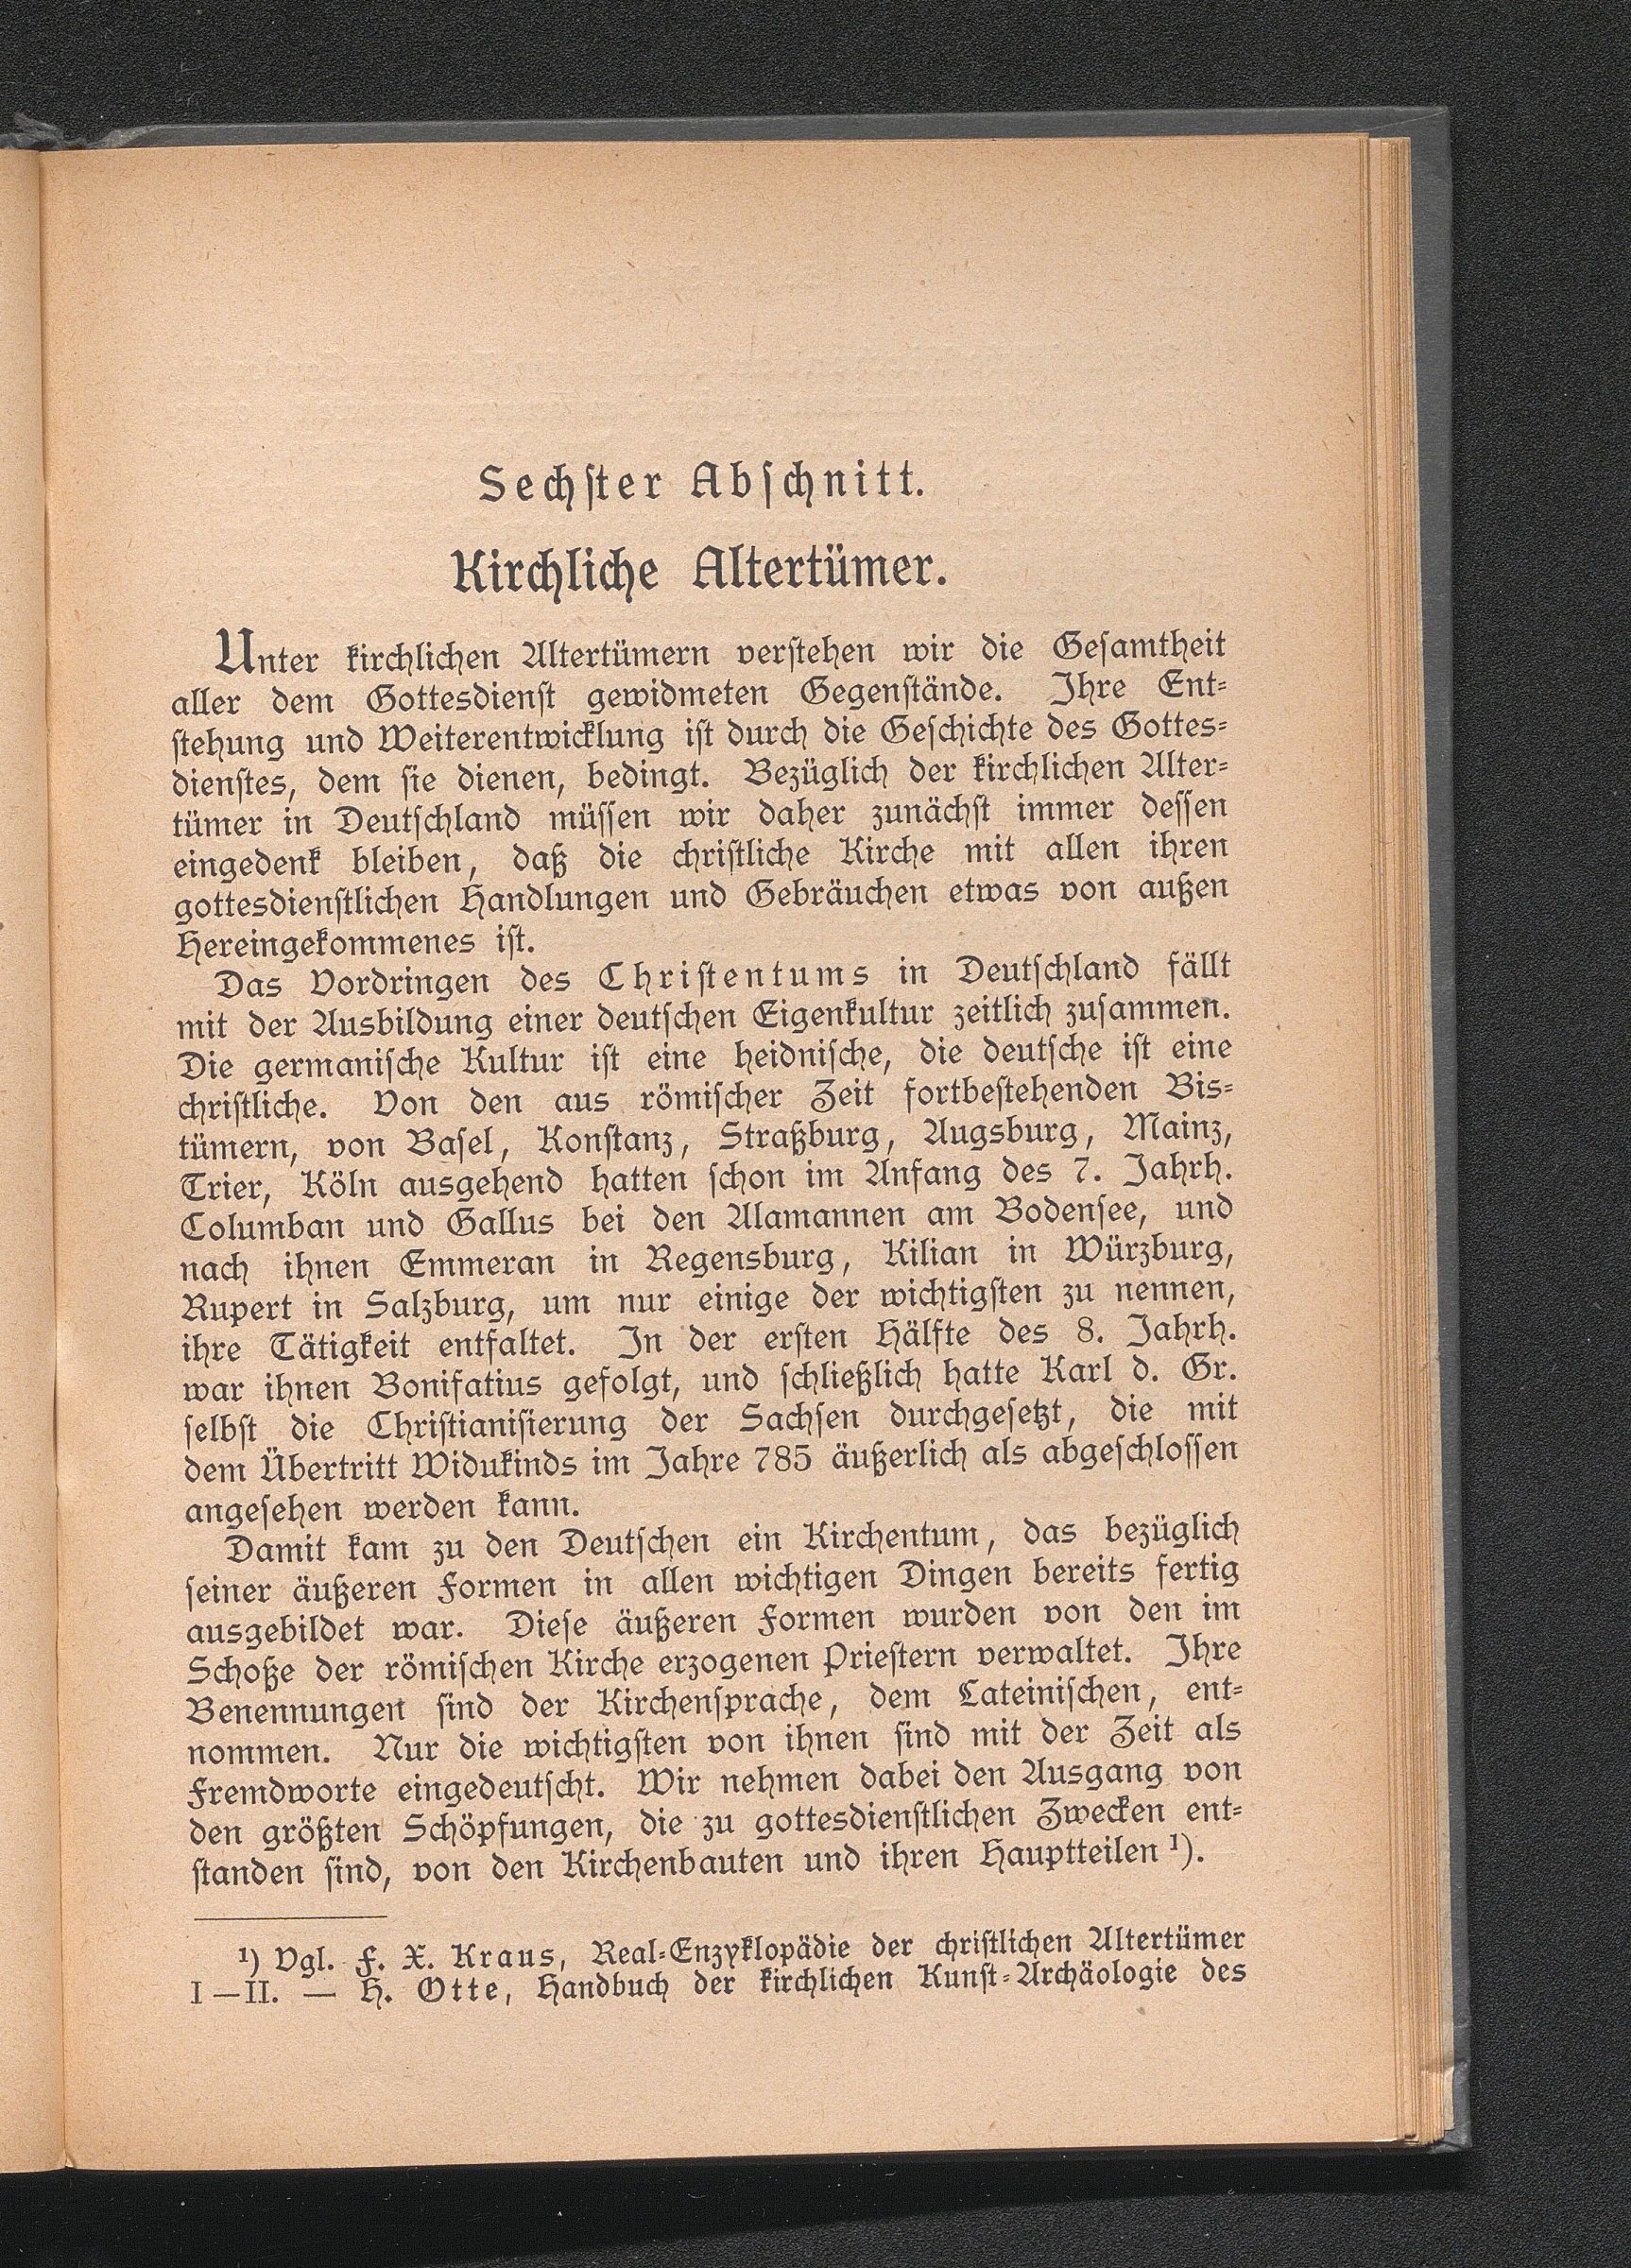 Sechster Abschnitt.
Kirchliche Altertümer.
Unter kirchlichen Altertümern verstehen wir die Gesamtheit
aller dem Gottesdienst gewidmeten Gegenstände. Ihre Ent-
stehung und Weiterentwicklung ist durch die Geschichte des Gottes-
dienstes, dem sie dienen, bedingt. Bezüglich der kirchlichen Alter-
tümer in Deutschland müssen wir daher zunächst immer dessen
eingedenk bleiben, daß die christliche Kirche mit allen ihren
gottesdienstlichen Handlungen und Gebräuchen etwas von außen
Hereingekommenes ist.
Das Vordringen des Christentums in Deutschland fällt
mit der Ausbildung einer deutschen Eigenkultur zeitlich zusammen.
Die germanische Kultur ist eine heidnische, die deutsche ist eine
christliche. Von den aus römischer Zeit fortbestehenden Bis-
tümern, von Basel, Konstanz, Straßburg, Augsburg, Mainz,
Trier, Köln ausgehend hatten schon im Anfang des 7. Jahrh.
Columban und Gallus bei den Alamannen am Bodensee, und
nach ihnen Emmeran in Regensburg, Kilian in Würzburg,
Rupert in Salzburg, um nur einige der wichtigsten zu nennen,
ihre Tätigkeit entfaltet. In der ersten Hälfte des 8. Jahrh.
war ihnen Bonifatius gefolgt, und schließlich hatte Karl d. Gr.
selbst die Christianisierung der Sachsen durchgesetzt, die mit
dem Übertritt Widukinds im Jahre 785 äußerlich als abgeschlossen
angesehen werden kann.
Damit kam zu den Deutschen ein Kirchentum, das bezüglich
seiner äußeren Formen in allen wichtigen Dingen bereits fertig
ausgebildet war. Diese äußeren Formen wurden von den im
Schoße der römischen Kirche erzogenen Priestern verwaltet. Ihre
Benennungen sind der Kirchensprache, dem Lateinischen, ent-
nommen. Nur die wichtigsten von ihnen sind mit der Zeit als
Fremdworte eingedeutscht. Wir nehmen dabei den Ausgang von
den größten Schöpfungen, die zu gottesdienstlichen Zwecken ent-
standen sind, von den Kirchenbauten und ihren Hauptteilen ¹).
¹) Vgl. F. X. Kraus, Real-Enzyklopädie der christlichen Altertümer
I—II. — H. Otte, Handbuch der kirchlichen Kunst-Archäologie des